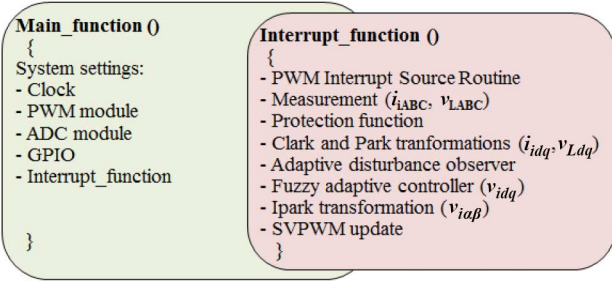 Main_function ()
{
System settings:
- Clock
- PWM module
- ADC module
- GPIO
- Interrupt_function
}
Interrupt_function ()
{
- PWM Interrupt Source Routine
- Measurement (iiABC, vLABC)
- Protection function
- Clark and Park tranformations (iidq,vLdq)
- Adaptive disturbance observer
- Fuzzy adaptive controller (vidq)
- Ipark transformation (viαβ)
- SVPWM update
}